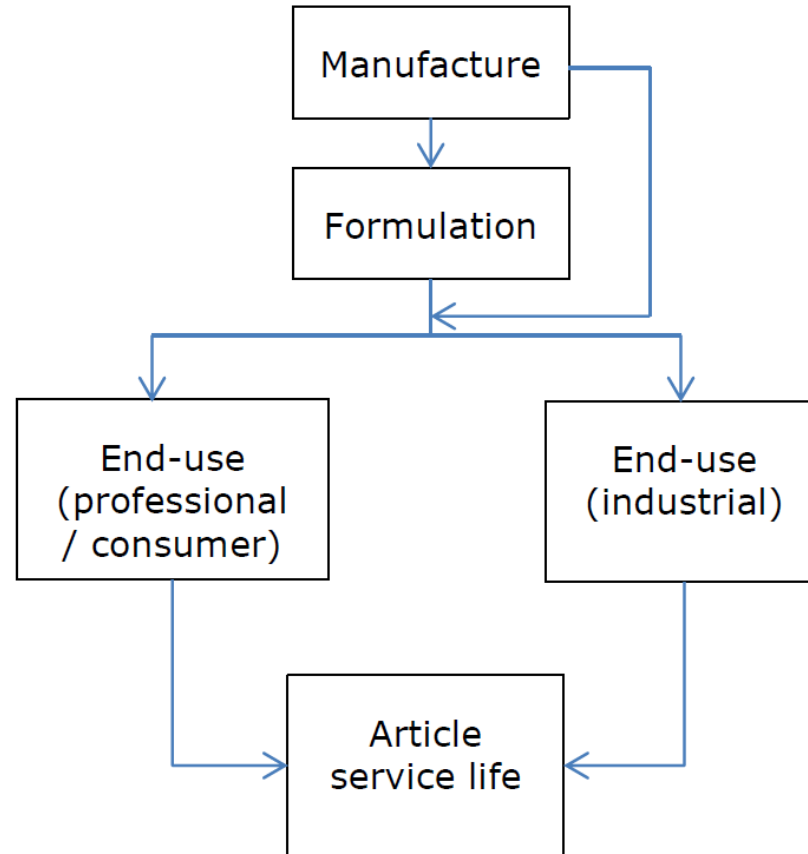 Manufacture
Formulation
End-use
(professional
/ consumer)
End-use
(industrial)
Article
service life